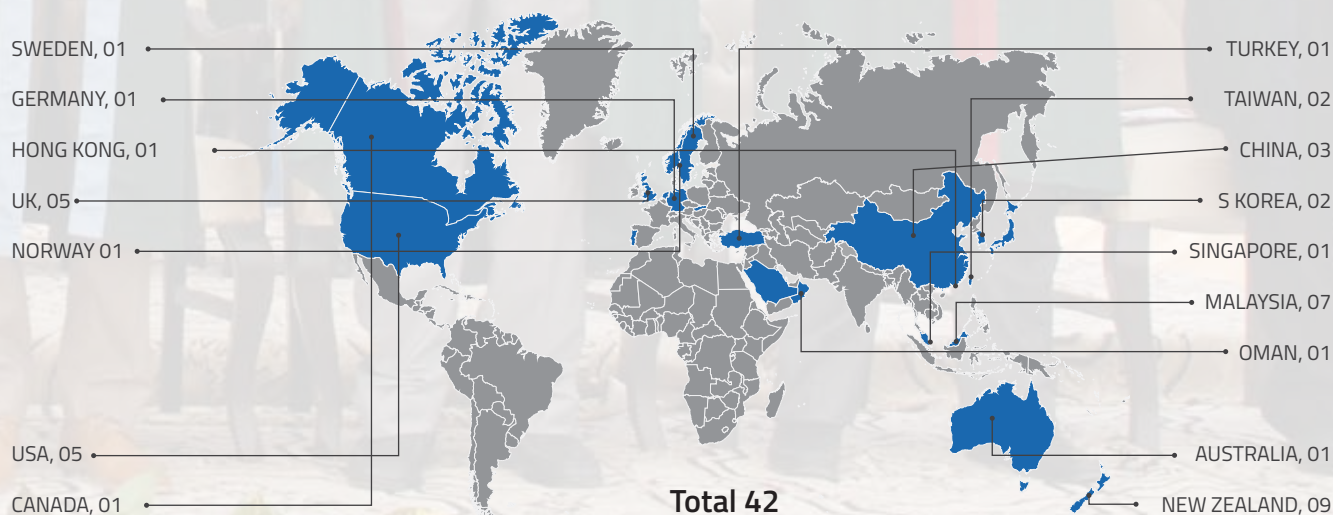 SWEDEN, 01
GERMANY, 01
HONG KONG, 01
UK, 05
NORWAY 01
USA, 05
CANADA, 01
TURKEY, 01
TAIWAN, 02
CHINA, 03
S KOREA, 02
SINGAPORE, 01
MALAYSIA, 07
OMAN, 01
AUSTRALIA, 01
NEW ZEALAND, 09
Total 42